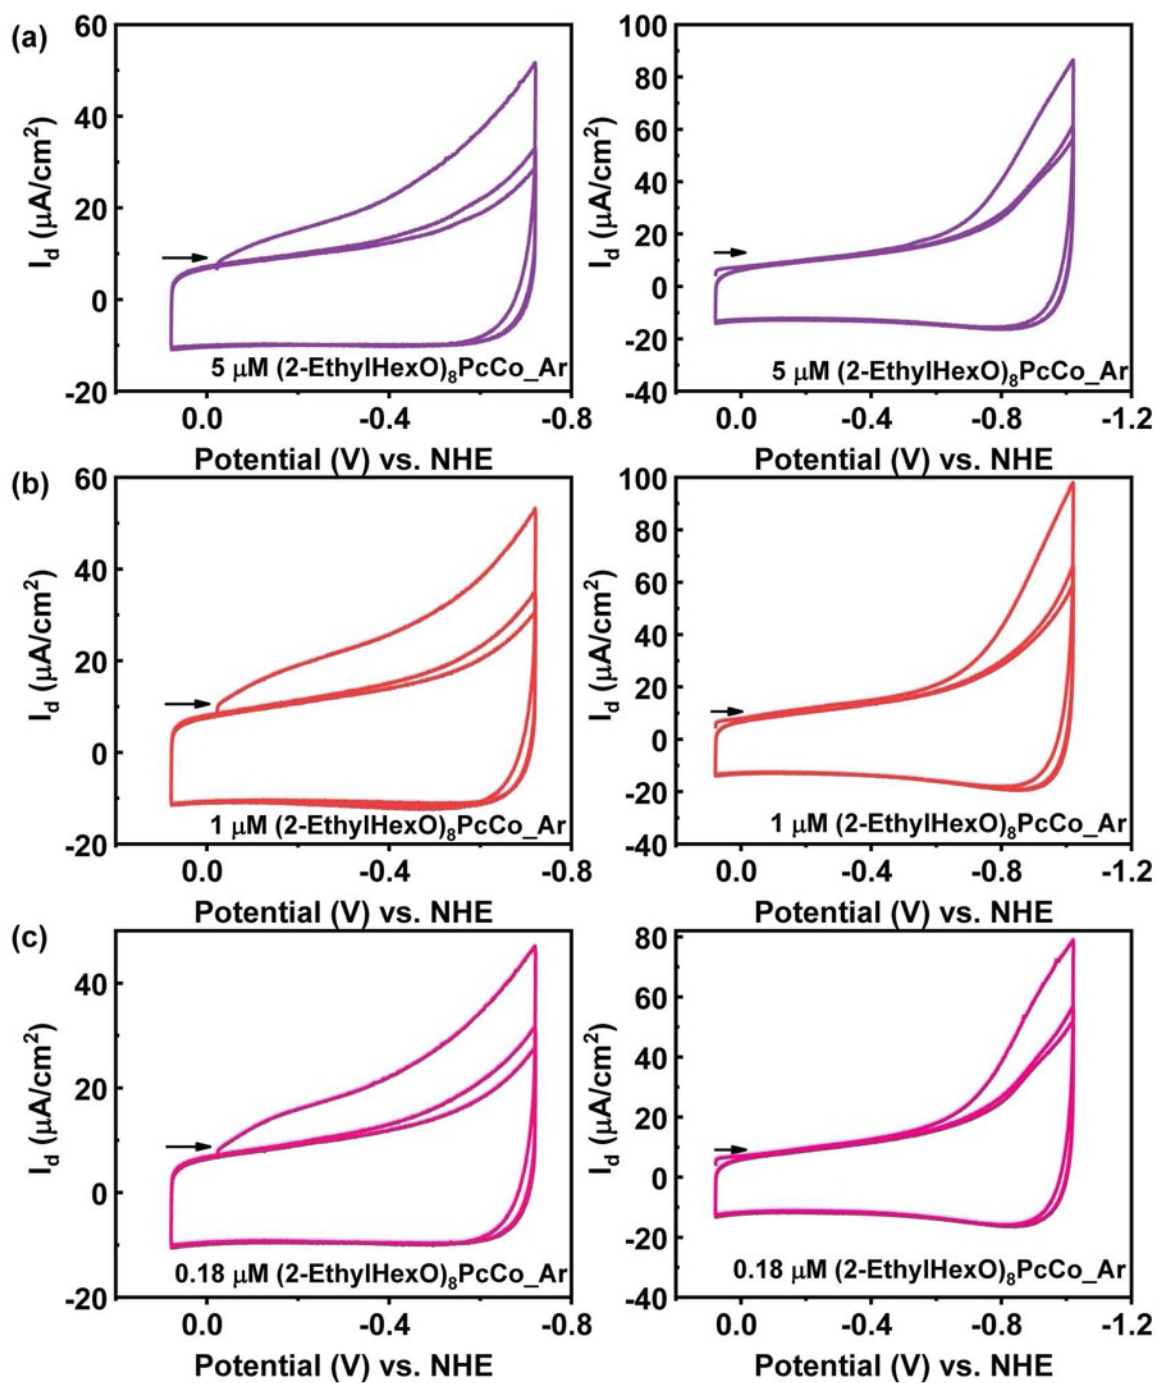 (a)
60
40
20
0
-20
I_d (μA/cm²)
5 μM (2-EthylHexO)₈PcCo_Ar
0.0 -0.4 -0.8
Potential (V) vs. NHE
100
80
60
40
20
0
-20
-40
I_d (μA/cm²)
5 μM (2-EthylHexO)₈PcCo_Ar
0.0 -0.4 -0.8 -1.2
Potential (V) vs. NHE
(b)
60
40
20
0
-20
I_d (μA/cm²)
1 μM (2-EthylHexO)₈PcCo_Ar
0.0 -0.4 -0.8
Potential (V) vs. NHE
100
80
60
40
20
0
-20
-40
I_d (μA/cm²)
1 μM (2-EthylHexO)₈PcCo_Ar
0.0 -0.4 -0.8 -1.2
Potential (V) vs. NHE
(c)
40
20
0
-20
I_d (μA/cm²)
0.18 μM (2-EthylHexO)₈PcCo_Ar
0.0 -0.4 -0.8
Potential (V) vs. NHE
80
60
40
20
0
-20
-40
I_d (μA/cm²)
0.18 μM (2-EthylHexO)₈PcCo_Ar
0.0 -0.4 -0.8 -1.2
Potential (V) vs. NHE